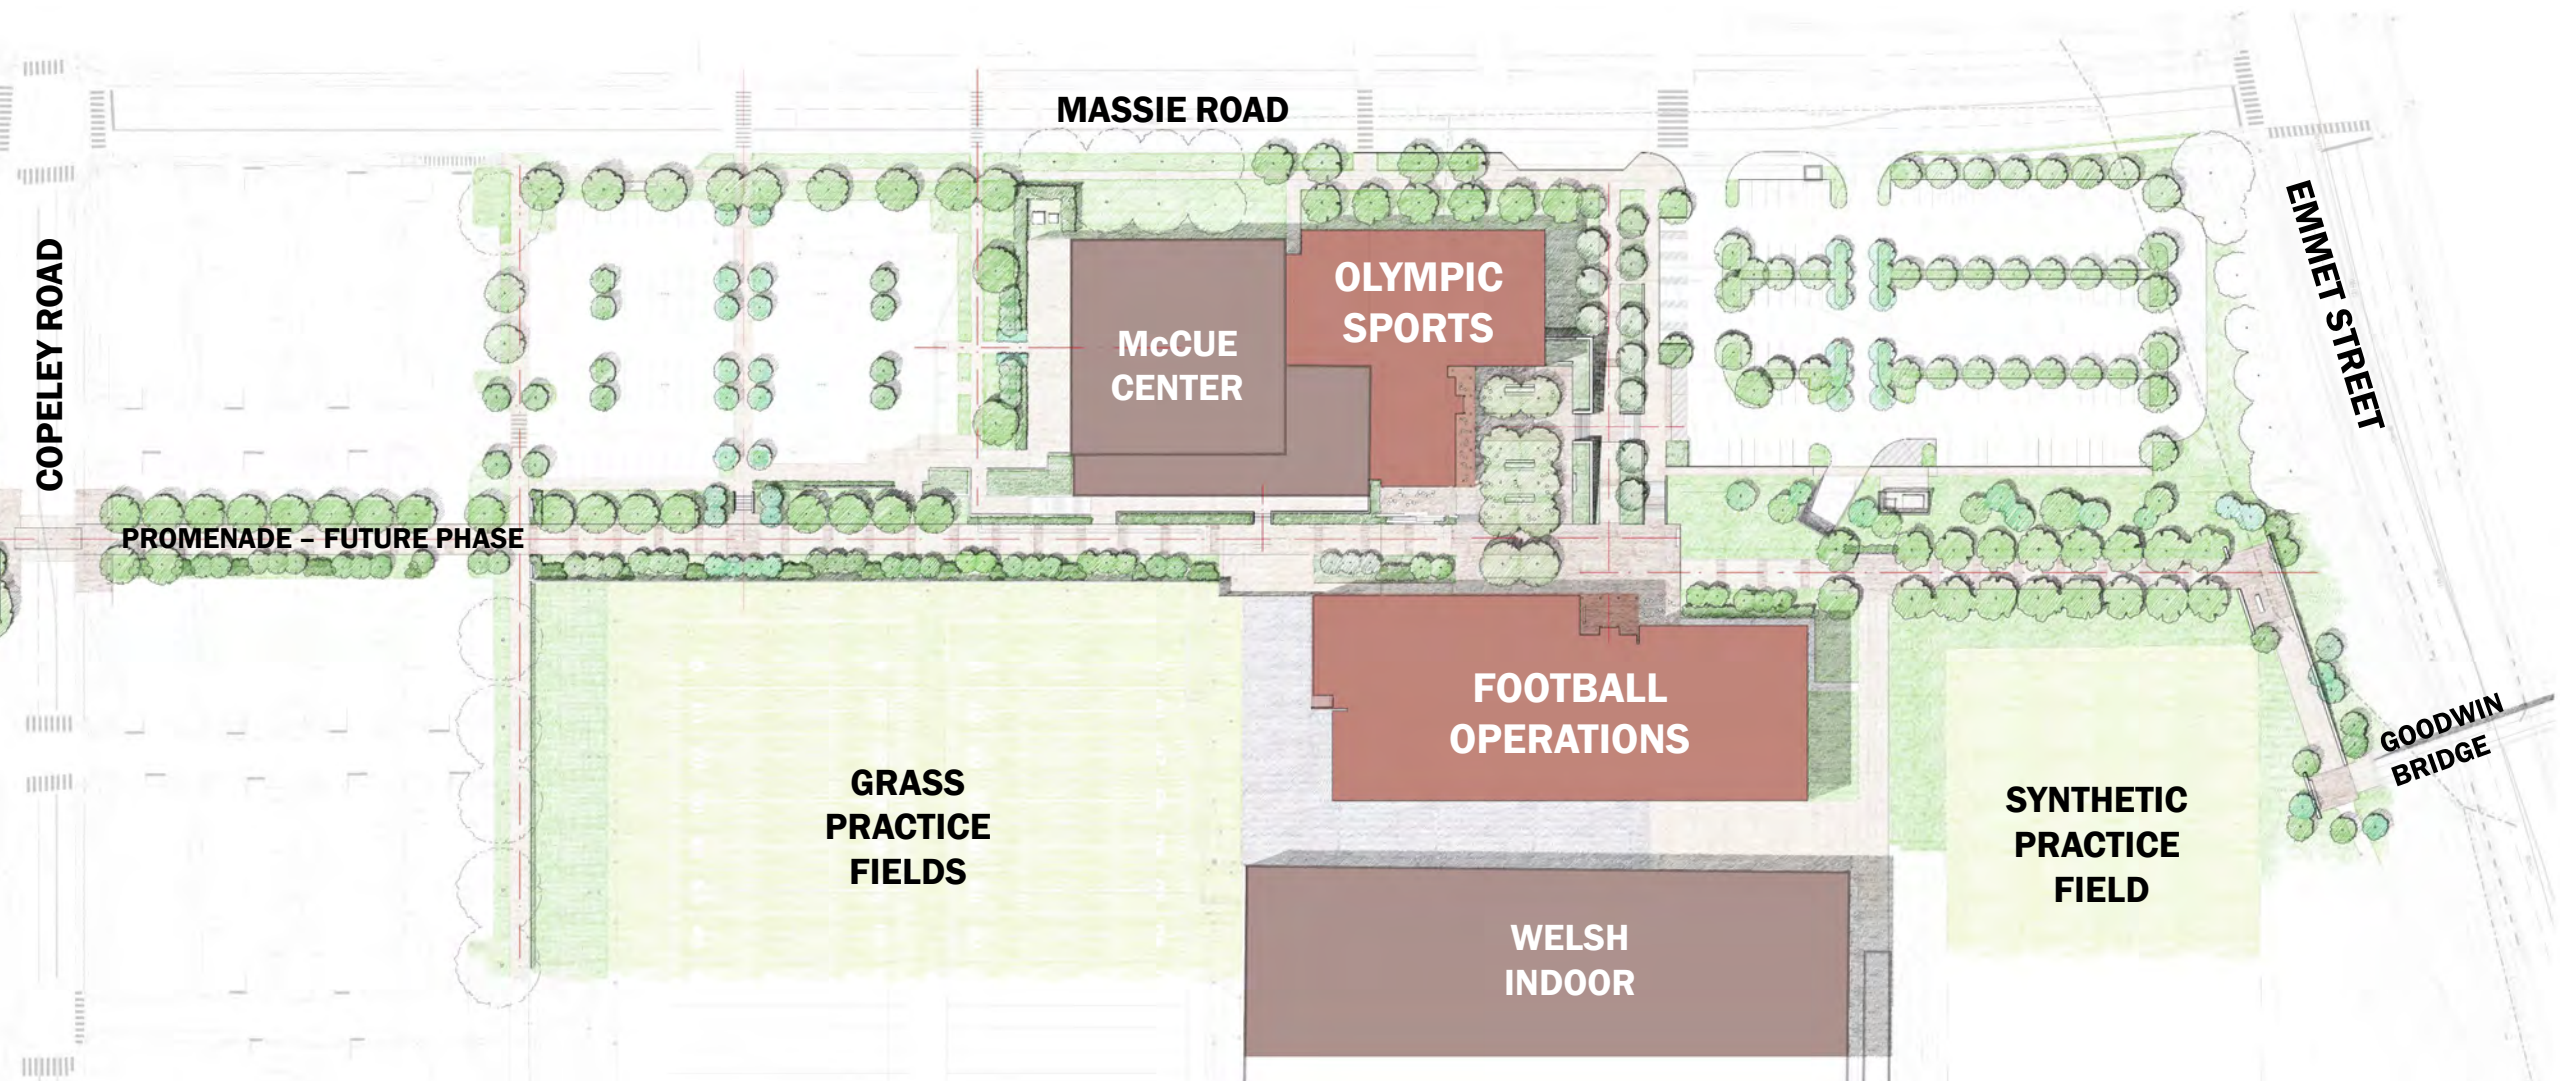 MASSIE ROAD
COPELEY ROAD
EMMET STREET
OLYMPIC
SPORTS
McCUE
CENTER
PROMENADE – FUTURE PHASE
FOOTBALL
OPERATIONS
GOODWIN
BRIDGE
GRASS
PRACTICE
FIELDS
SYNTHETIC
PRACTICE
FIELD
WELSH
INDOOR